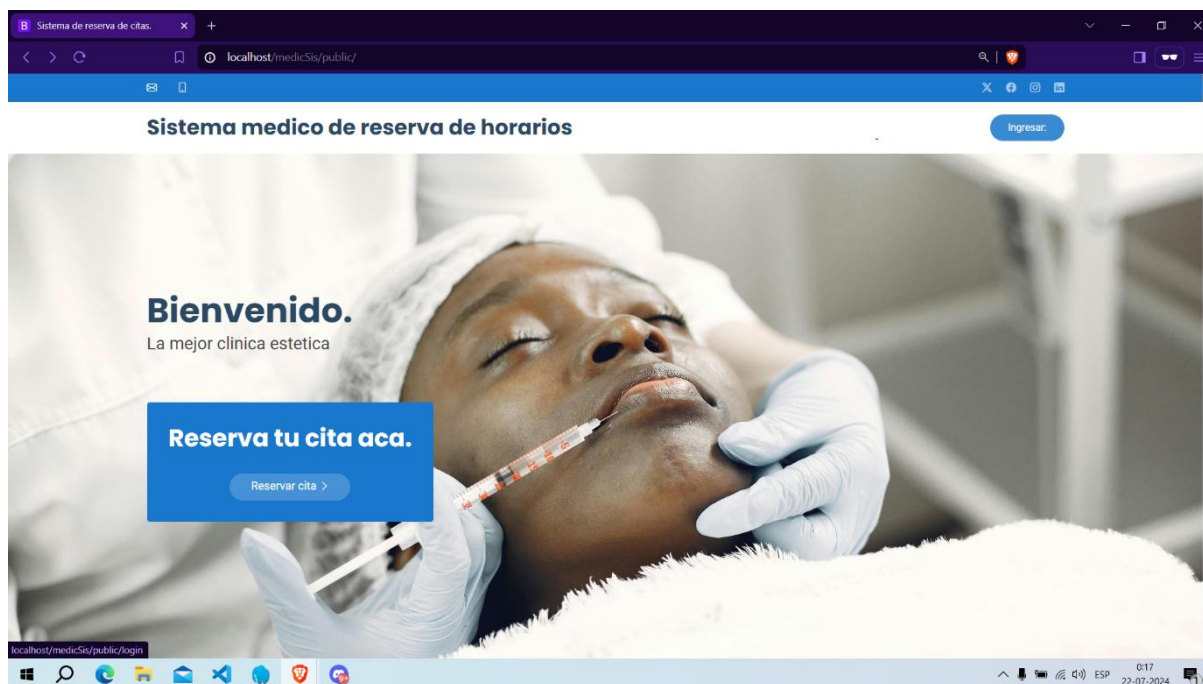 B Sistema de reserva de citas.
localhost/medicSis/public/
Sistema medico de reserva de horarios
Ingresar:
Bienvenido.
La mejor clinica estetica
Reserva tu cita aca.
Reservar cita >
localhost/medicSis/public/login
ESP
0:17
22-07-2024